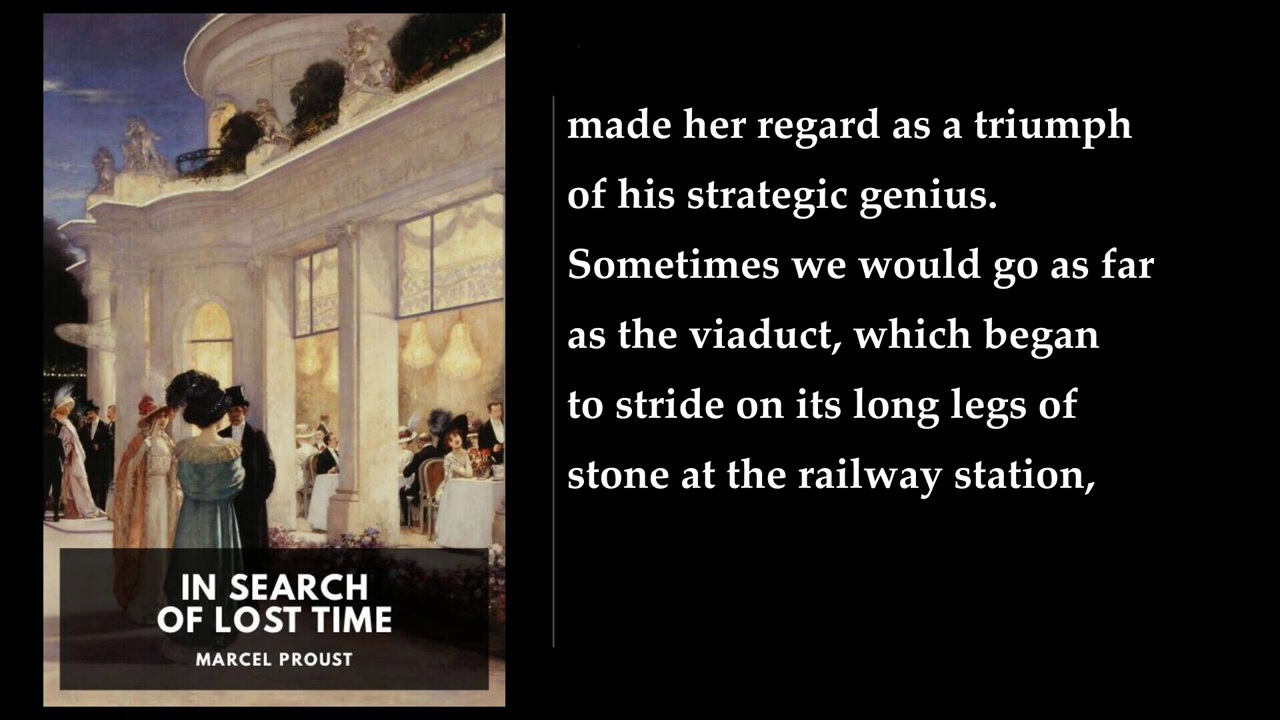 made her regard as a triumph
of his strategic genius.
Sometimes we would go as far
as the viaduct, which began
to stride on its long legs of
stone at the railway station,
IN SEARCH
OF LOST TIME
MARCEL PROUST